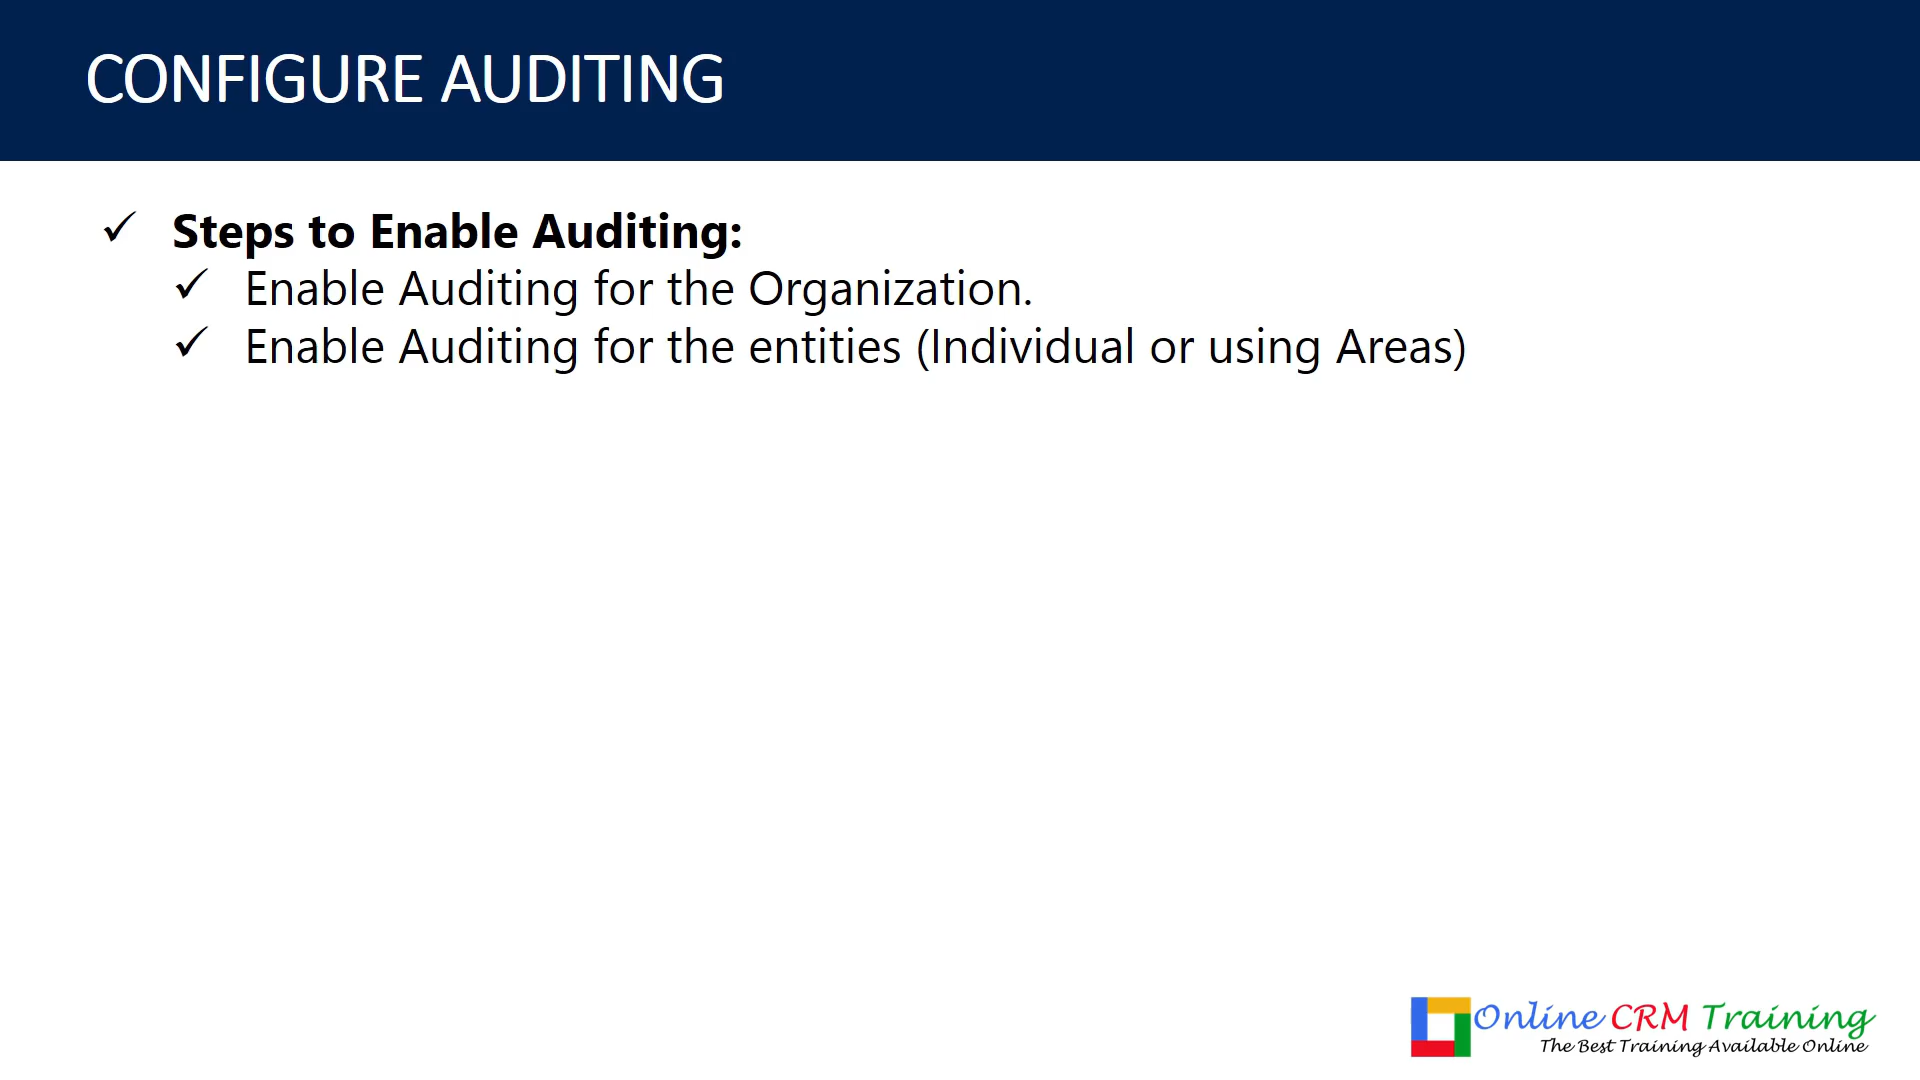 CONFIGURE AUDITING
✓ Steps to Enable Auditing:
✓ Enable Auditing for the Organization.
✓ Enable Auditing for the entities (Individual or using Areas)
Online CRM Training
The Best Training Available Online